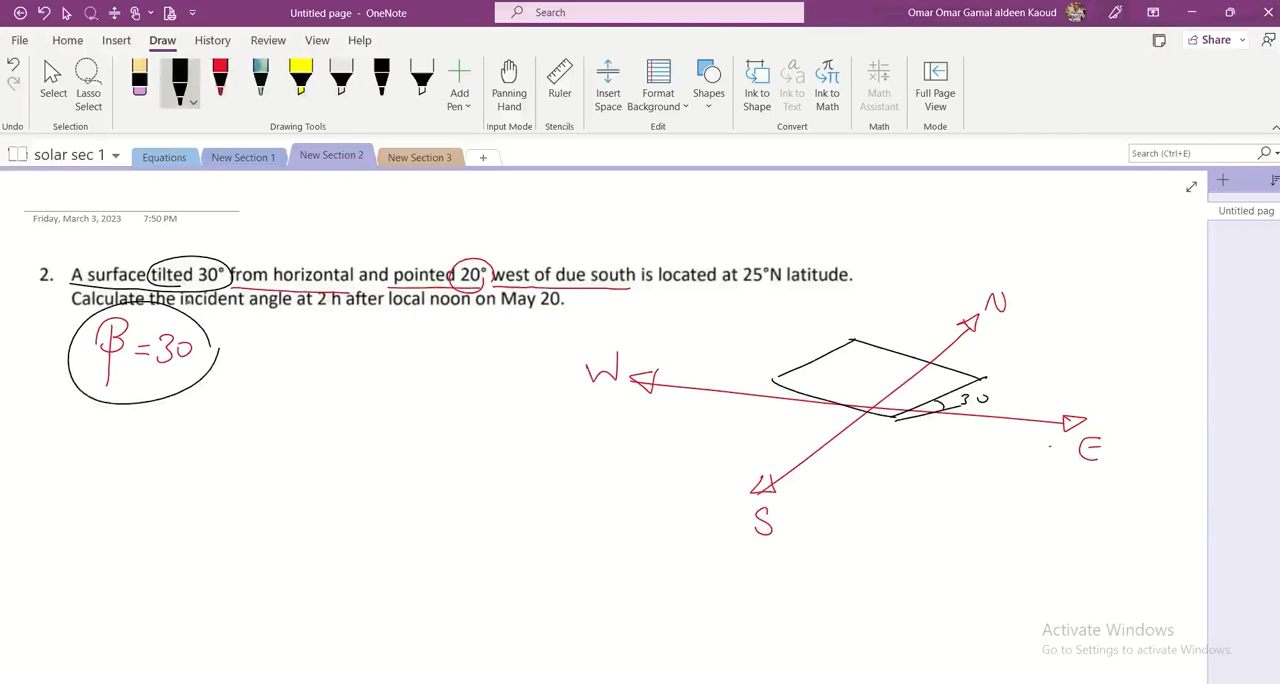 Untitled page - OneNote
Search
Omar Omar Gamal aldeen Kaoud
File Home Insert Draw History Review View Help
Share
Select
Lasso Select
Add Pen
Panning Hand
Ruler
Insert Space
Format Background
Shapes
Ink to Shape
Ink to Text
Ink to Math
Math Assistant
Full Page View
Undo
Selection
Drawing Tools
Input Mode
Stencils
Edit
Convert
Math
Mode
solar sec 1
Equations
New Section 1
New Section 2
New Section 3
+
Search (Ctrl+E)
Untitled pag
Friday, March 3, 2023 7:50 PM
2. A surface tilted 30° from horizontal and pointed 20° west of due south is located at 25°N latitude.
Calculate the incident angle at 2 h after local noon on May 20.
β = 30
N
W
30
E
S
Activate Windows
Go to Settings to activate Windows.